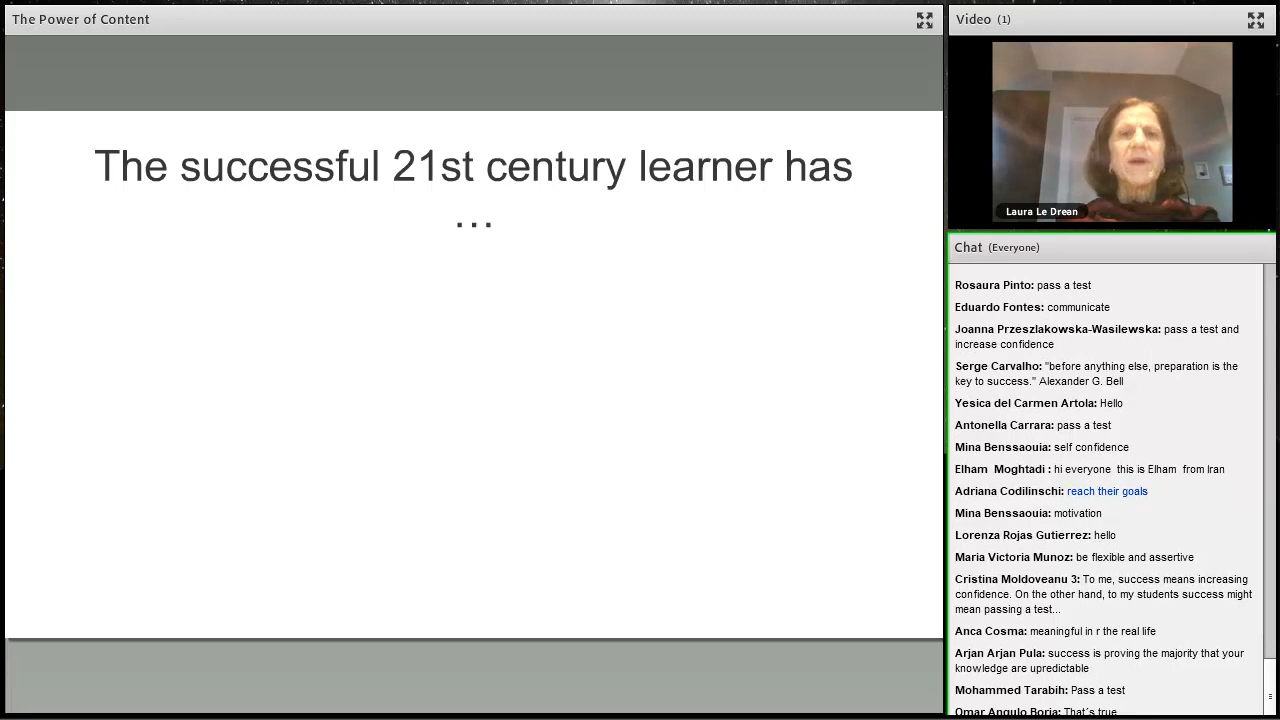 The Power of Content
The successful 21st century learner has
...
Video (1)
Laura Le Drean
Chat (Everyone)
Rosaura Pinto: pass a test
Eduardo Fontes: communicate
Joanna Przeszlakowska-Wasilewska: pass a test and
increase confidence
Serge Carvalho: "before anything else, preparation is the
key to success." Alexander G. Bell
Yesica del Carmen Artola: Hello
Antonella Carrara: pass a test
Mina Benssaouia: self confidence
Elham Moghtadi : hi everyone this is Elham from Iran
Adriana Codilinschi: reach their goals
Mina Benssaouia: motivation
Lorenza Rojas Gutierrez: hello
Maria Victoria Munoz: be flexible and assertive
Cristina Moldoveanu 3: To me, success means increasing
confidence. On the other hand, to my students success might
mean passing a test...
Anca Cosma: meaningful in r the real life
Arjan Arjan Pula: success is proving the majority that your
knowledge are upredictable
Mohammed Tarabih: Pass a test
Omar Angulo Borja: That's true